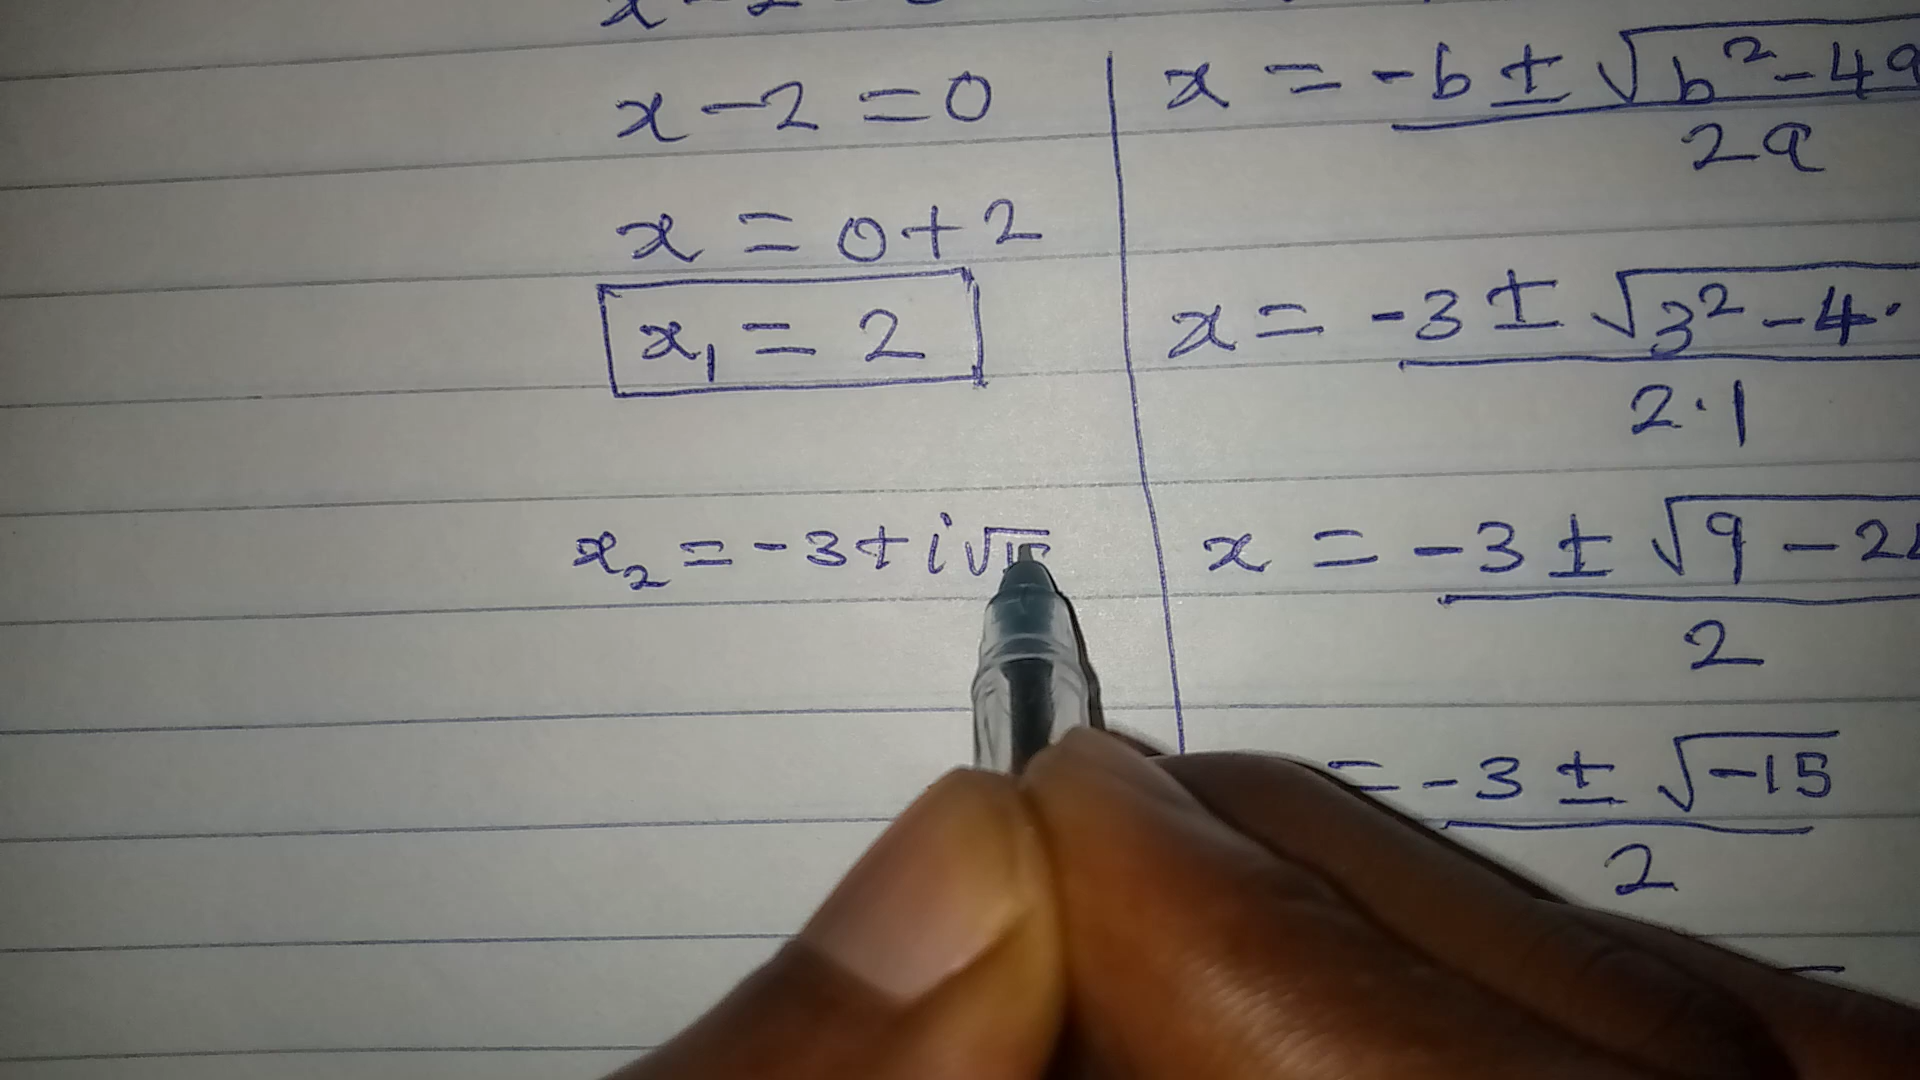 x - 2 = 0
x = 0 + 2
x₁ = 2
x₂ = -3 + i√15
x = -b ± √b² - 4a
2a
x = -3 ± √3² - 4·
2·1
x = -3 ± √9 - 24
2
= -3 ± √-15
2